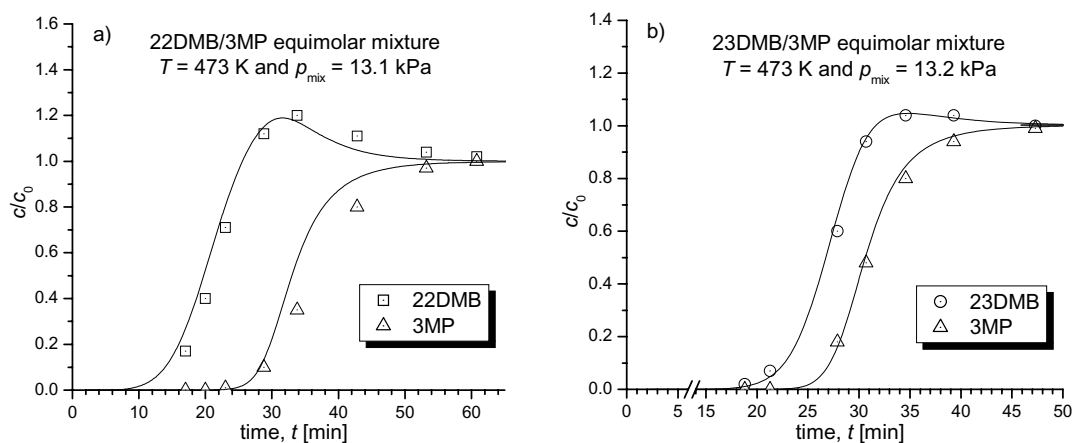 a)
22DMB/3MP equimolar mixture
T = 473 K and p_mix = 13.1 kPa
1.6
1.4
1.2
1.0
0.8
0.6
0.4
0.2
0.0
c/c_0
22DMB
3MP
0 10 20 30 40 50 60
time, t [min]
b)
23DMB/3MP equimolar mixture
T = 473 K and p_mix = 13.2 kPa
1.4
1.2
1.0
0.8
0.6
0.4
0.2
0.0
c/c_0
23DMB
3MP
0 5 15 20 25 30 35 40 45 50
time, t [min]